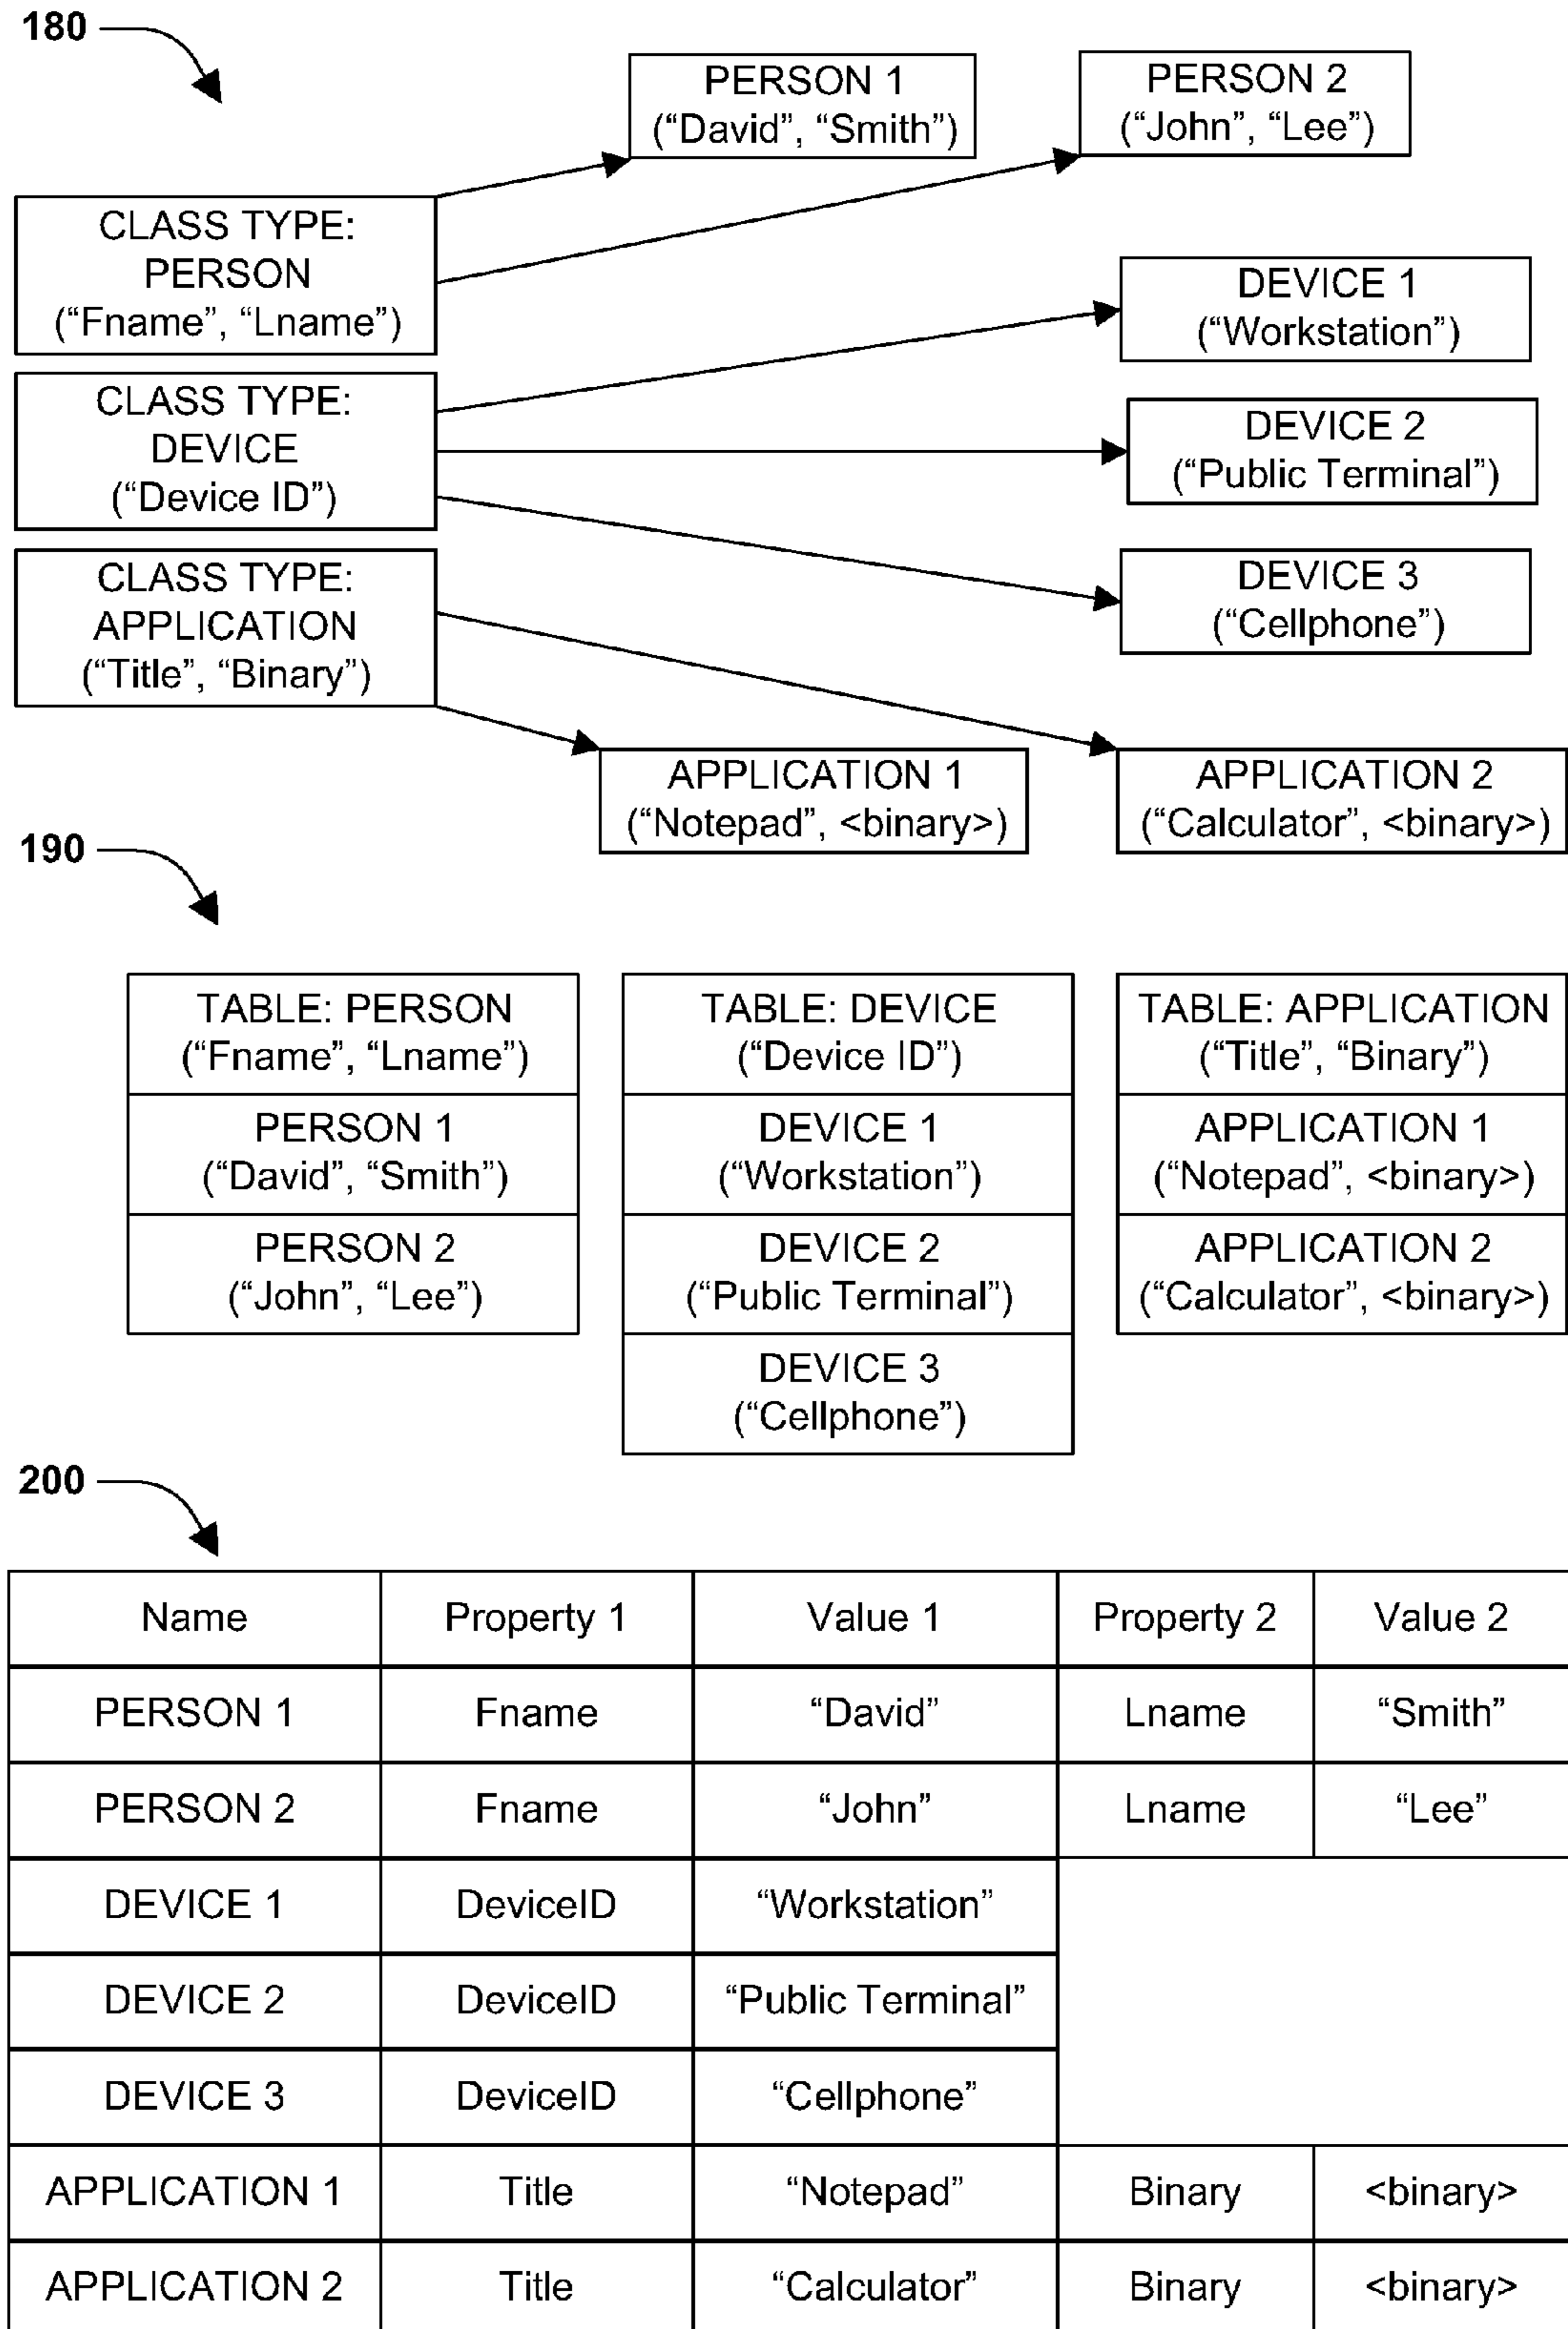 180
PERSON 1
(“David”, “Smith”)
PERSON 2
(“John”, “Lee”)
CLASS TYPE:
PERSON
(“Fname”, “Lname”)
DEVICE 1
(“Workstation”)
CLASS TYPE:
DEVICE
(“Device ID”)
DEVICE 2
(“Public Terminal”)
CLASS TYPE:
APPLICATION
(“Title”, “Binary”)
DEVICE 3
(“Cellphone”)
APPLICATION 1
(“Notepad”, <binary>)
APPLICATION 2
(“Calculator”, <binary>)
190
TABLE: PERSON
(“Fname”, “Lname”)
PERSON 1
(“David”, “Smith”)
PERSON 2
(“John”, “Lee”)
TABLE: DEVICE
(“Device ID”)
DEVICE 1
(“Workstation”)
DEVICE 2
(“Public Terminal”)
DEVICE 3
(“Cellphone”)
TABLE: APPLICATION
(“Title”, “Binary”)
APPLICATION 1
(“Notepad”, <binary>)
APPLICATION 2
(“Calculator”, <binary>)
200
Name Property 1 Value 1 Property 2 Value 2
PERSON 1 Fname “David” Lname “Smith”
PERSON 2 Fname “John” Lname “Lee”
DEVICE 1 DeviceID “Workstation”
DEVICE 2 DeviceID “Public Terminal”
DEVICE 3 DeviceID “Cellphone”
APPLICATION 1 Title “Notepad” Binary <binary>
APPLICATION 2 Title “Calculator” Binary <binary>